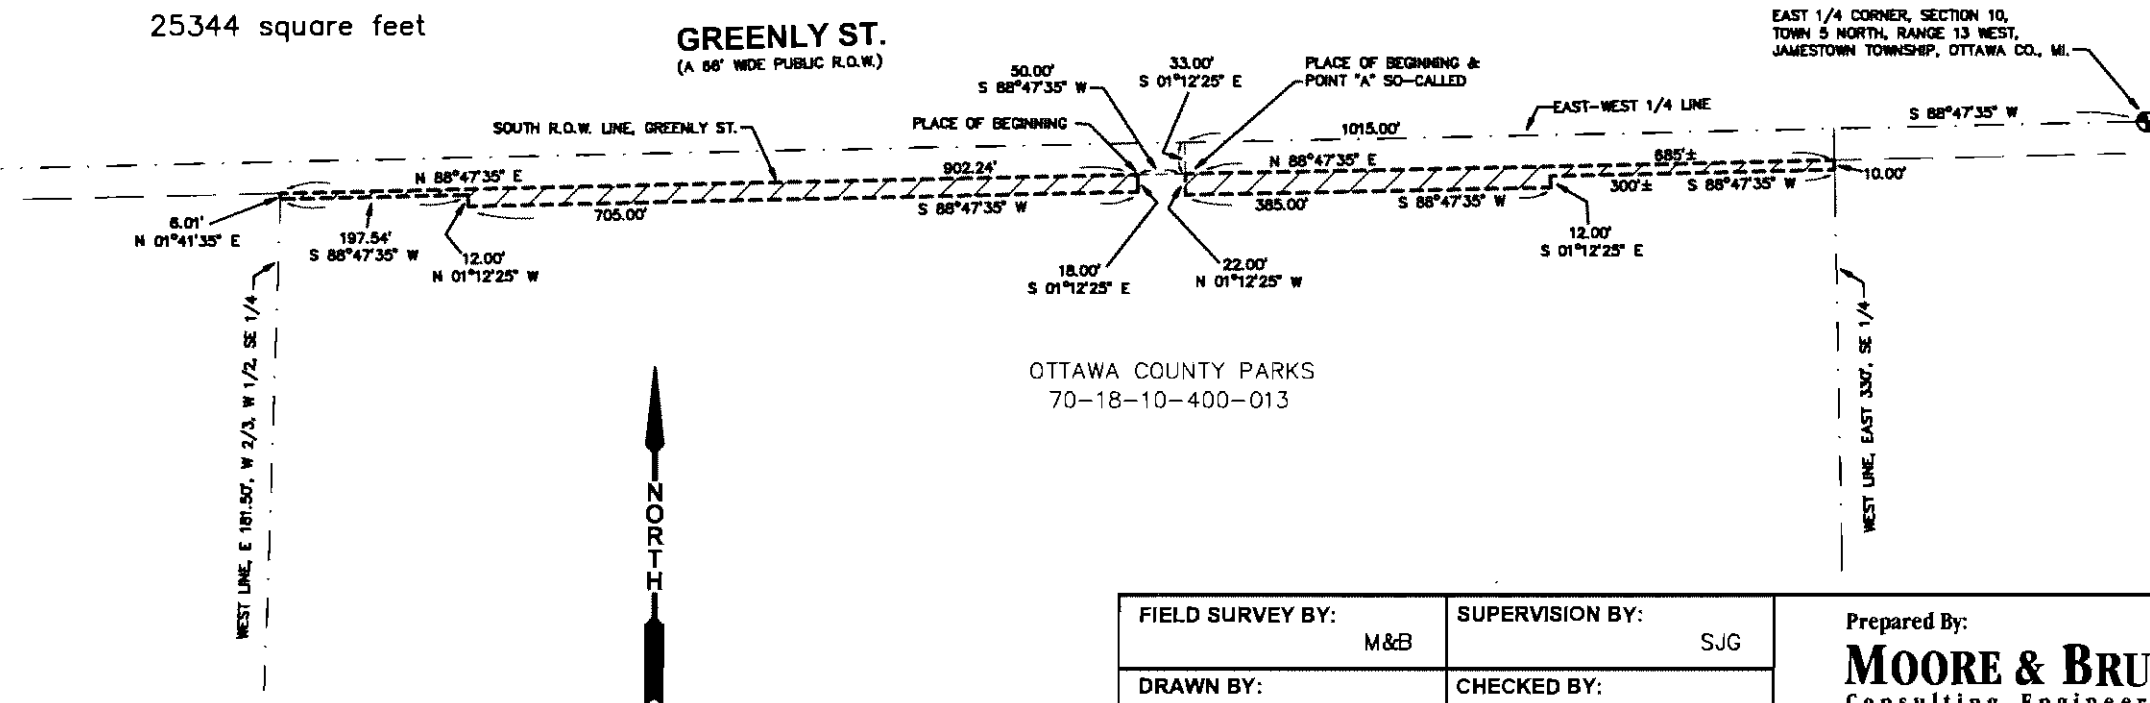 25344 square feet
GREENLY ST.
(A 66' WIDE PUBLIC R.O.W.)
EAST 1/4 CORNER, SECTION 10,
TOWN 5 NORTH, RANGE 13 WEST,
JAMESTOWN TOWNSHIP, OTTAWA CO., MI.
50.00'
S 88°47'35" W
33.00'
S 01°12'25" E
PLACE OF BEGINNING &
POINT "A" SO-CALLED
EAST-WEST 1/4 LINE
S 88°47'35" W
SOUTH R.O.W. LINE, GREENLY ST.
PLACE OF BEGINNING
1015.00'
N 88°47'35" E
902.24'
N 88°47'35" E
685'±
10.00'
705.00'
S 88°47'35" W
385.00'
S 88°47'35" W
300'±
S 88°47'35" W
6.01'
N 01°41'35" E
197.54'
S 88°47'35" W
12.00'
N 01°12'25" W
18.00'
S 01°12'25" E
22.00'
N 01°12'25" W
12.00'
S 01°12'25" E
WEST LINE, E 181.50', W 2/3, W 1/2, SE 1/4
WEST LINE, EAST 330', SE 1/4
OTTAWA COUNTY PARKS
70-18-10-400-013
NORTH
FIELD SURVEY BY:
M&B
SUPERVISION BY:
SJG
DRAWN BY:
CHECKED BY:
Prepared By:
MOORE & BRU
Consulting Engineer